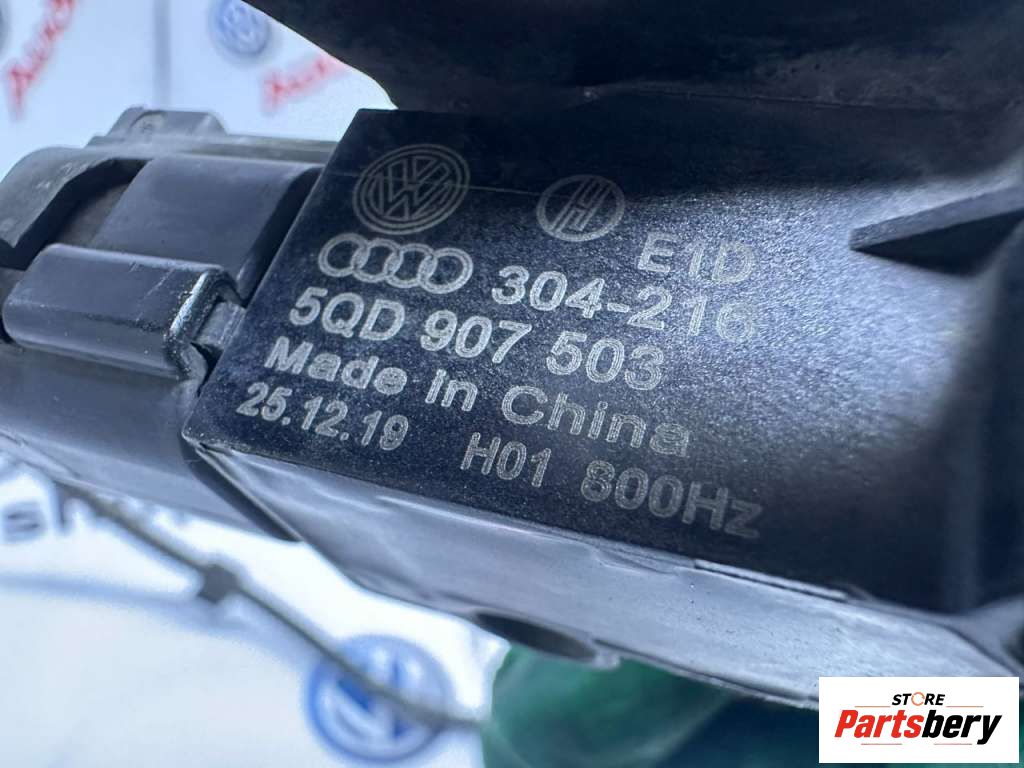 E1D
304-216
5QD 907 503
Made in China
25.12.19 H01 800Hz
STORE
Partsbery